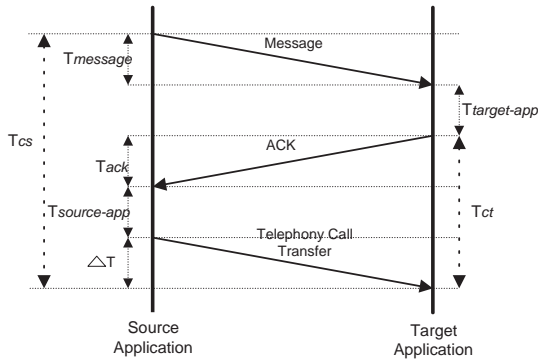 Message
Tmessage
Ttarget-app
Tcs
ACK
Tack
Tsource-app
Tct
Telephony Call
Transfer
△T
Source
Application
Target
Application